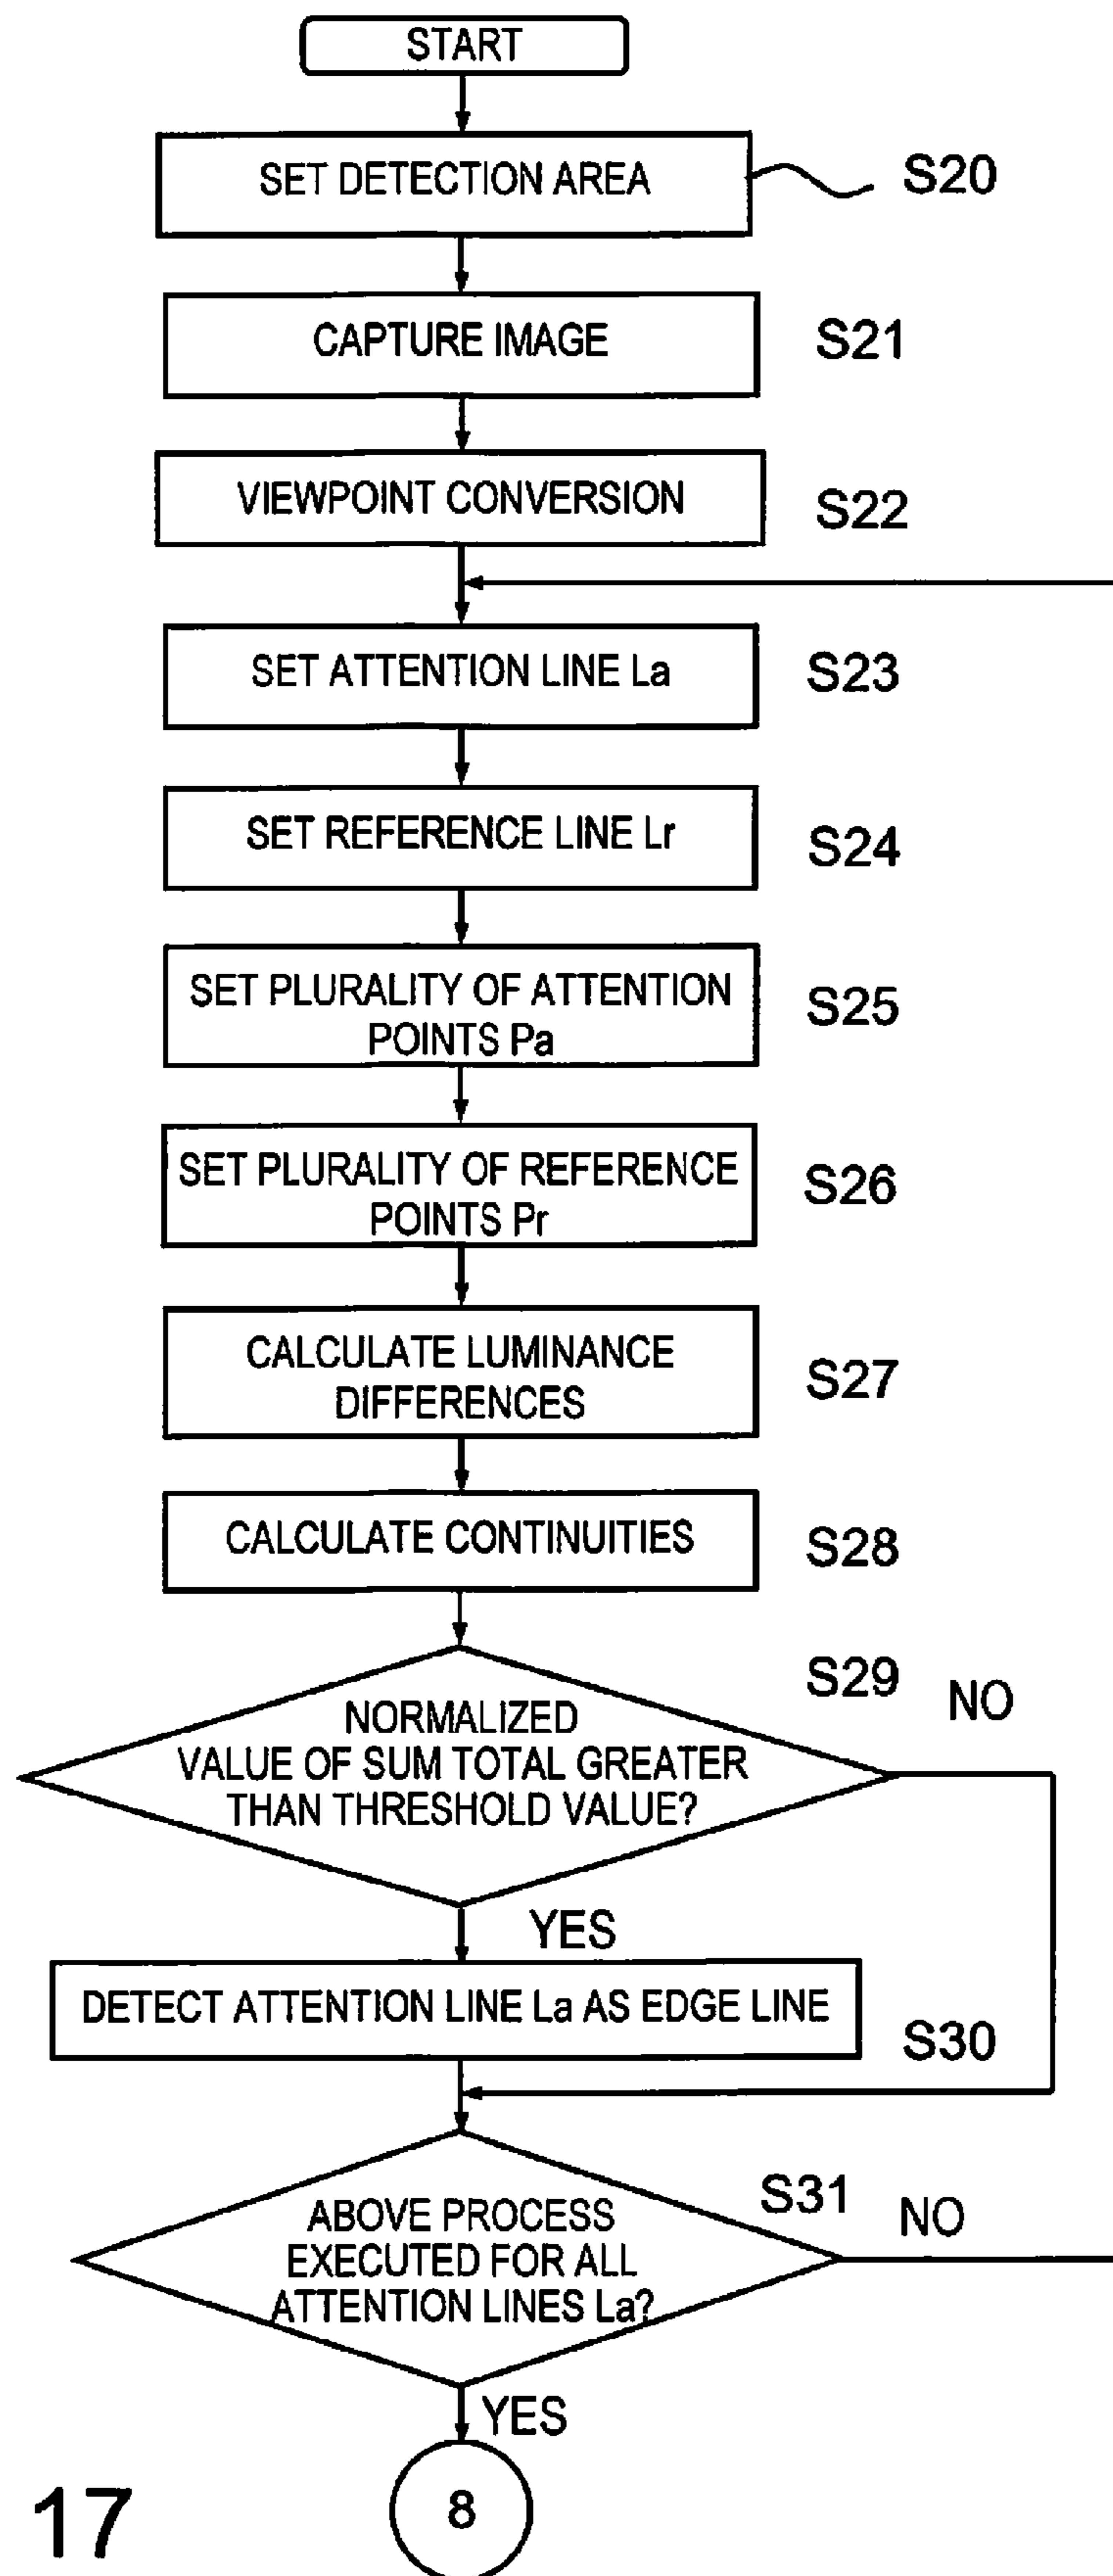 START
SET DETECTION AREA
S20
CAPTURE IMAGE
S21
VIEWPOINT CONVERSION
S22
SET ATTENTION LINE La
S23
SET REFERENCE LINE Lr
S24
SET PLURALITY OF ATTENTION
POINTS Pa
S25
SET PLURALITY OF REFERENCE
POINTS Pr
S26
CALCULATE LUMINANCE
DIFFERENCES
S27
CALCULATE CONTINUITIES
S28
S29
NO
NORMALIZED
VALUE OF SUM TOTAL GREATER
THAN THRESHOLD VALUE?
YES
DETECT ATTENTION LINE La AS EDGE LINE
S30
S31
NO
ABOVE PROCESS
EXECUTED FOR ALL
ATTENTION LINES La?
YES
8
17